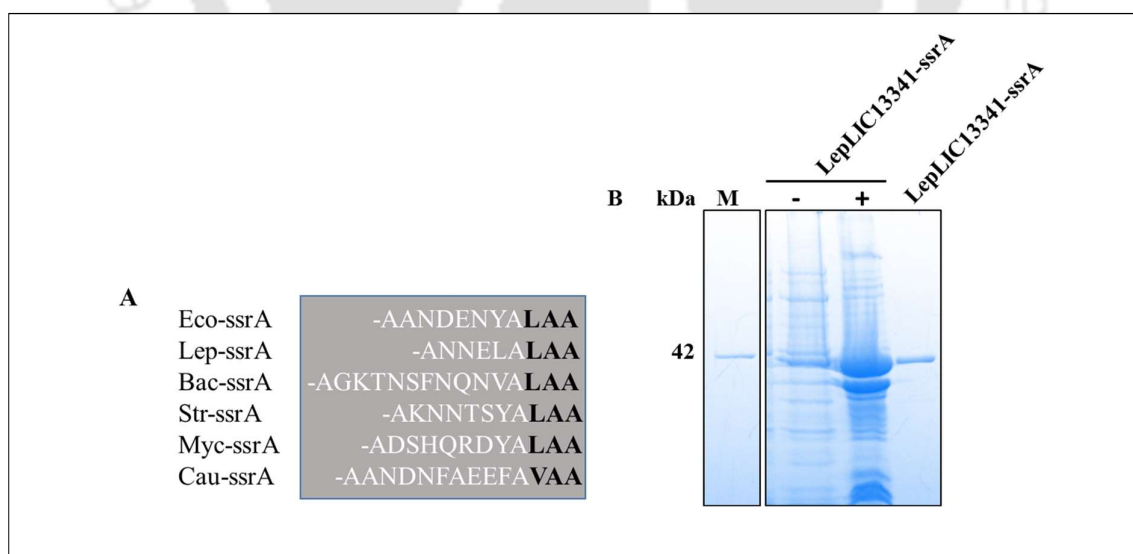 A
Eco-ssrA -AANDENYALAA
Lep-ssrA -ANNELALAA
Bac-ssrA -AGKTNSFNQNVALAA
Str-ssrA -AKNNTSYALAA
Myc-ssrA -ADSHQRDYALAA
Cau-ssrA -AANDNFAEEFAVAA
LepLIC13341-ssrA
LepLIC13341-ssrA
B kDa M - +
42